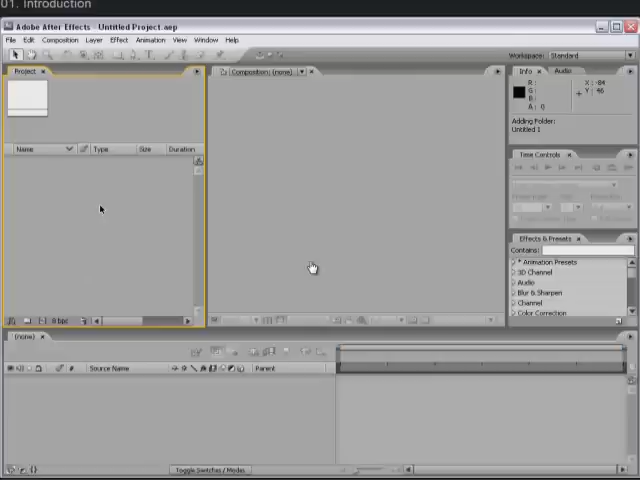 01. Introduction
Adobe After Effects - Untitled Project.aep
File Edit Composition Layer Effect Animation View Window Help
Workspace: Standard
Project
Composition: (none)
Info Audio
R :
G :
B :
A : 0
X : -84
Y : 46
Adding Folder:
Untitled 1
Name Type Size Duration
Time Controls
Effects & Presets
Contains:
* Animation Presets
3D Channel
Audio
Blur & Sharpen
Channel
Color Correction
8 bpc
(none)
# Source Name Parent
Toggle Switches / Modes